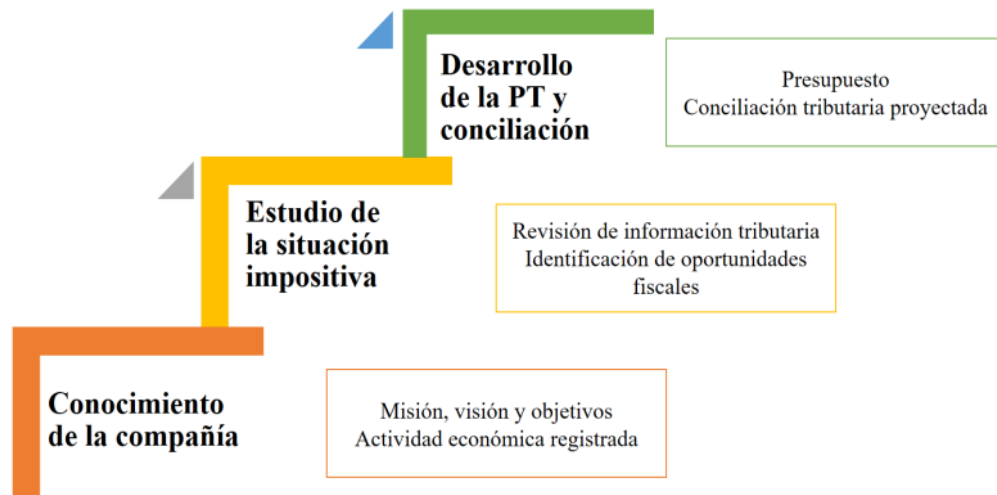 Desarrollo
de la PT y
conciliación
Presupuesto
Conciliación tributaria proyectada
Estudio de
la situación
impositiva
Revisión de información tributaria
Identificación de oportunidades
fiscales
Conocimiento
de la compañía
Misión, visión y objetivos
Actividad económica registrada